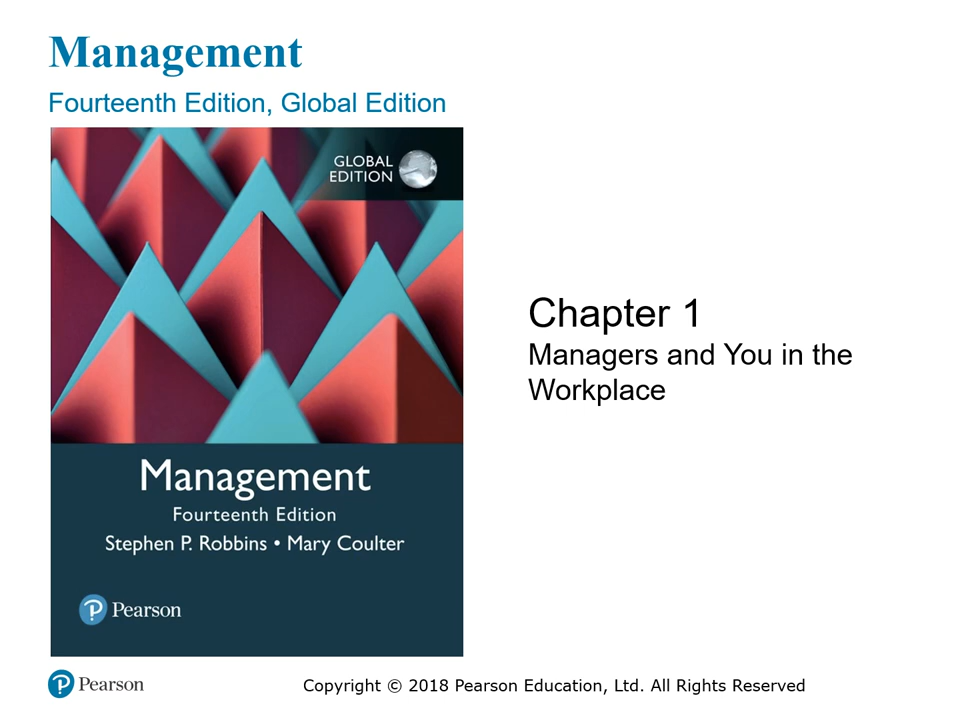 Management
Fourteenth Edition, Global Edition
GLOBAL
EDITION
Management
Fourteenth Edition
Stephen P. Robbins • Mary Coulter
Pearson
Chapter 1
Managers and You in the
Workplace
Pearson
Copyright © 2018 Pearson Education, Ltd. All Rights Reserved